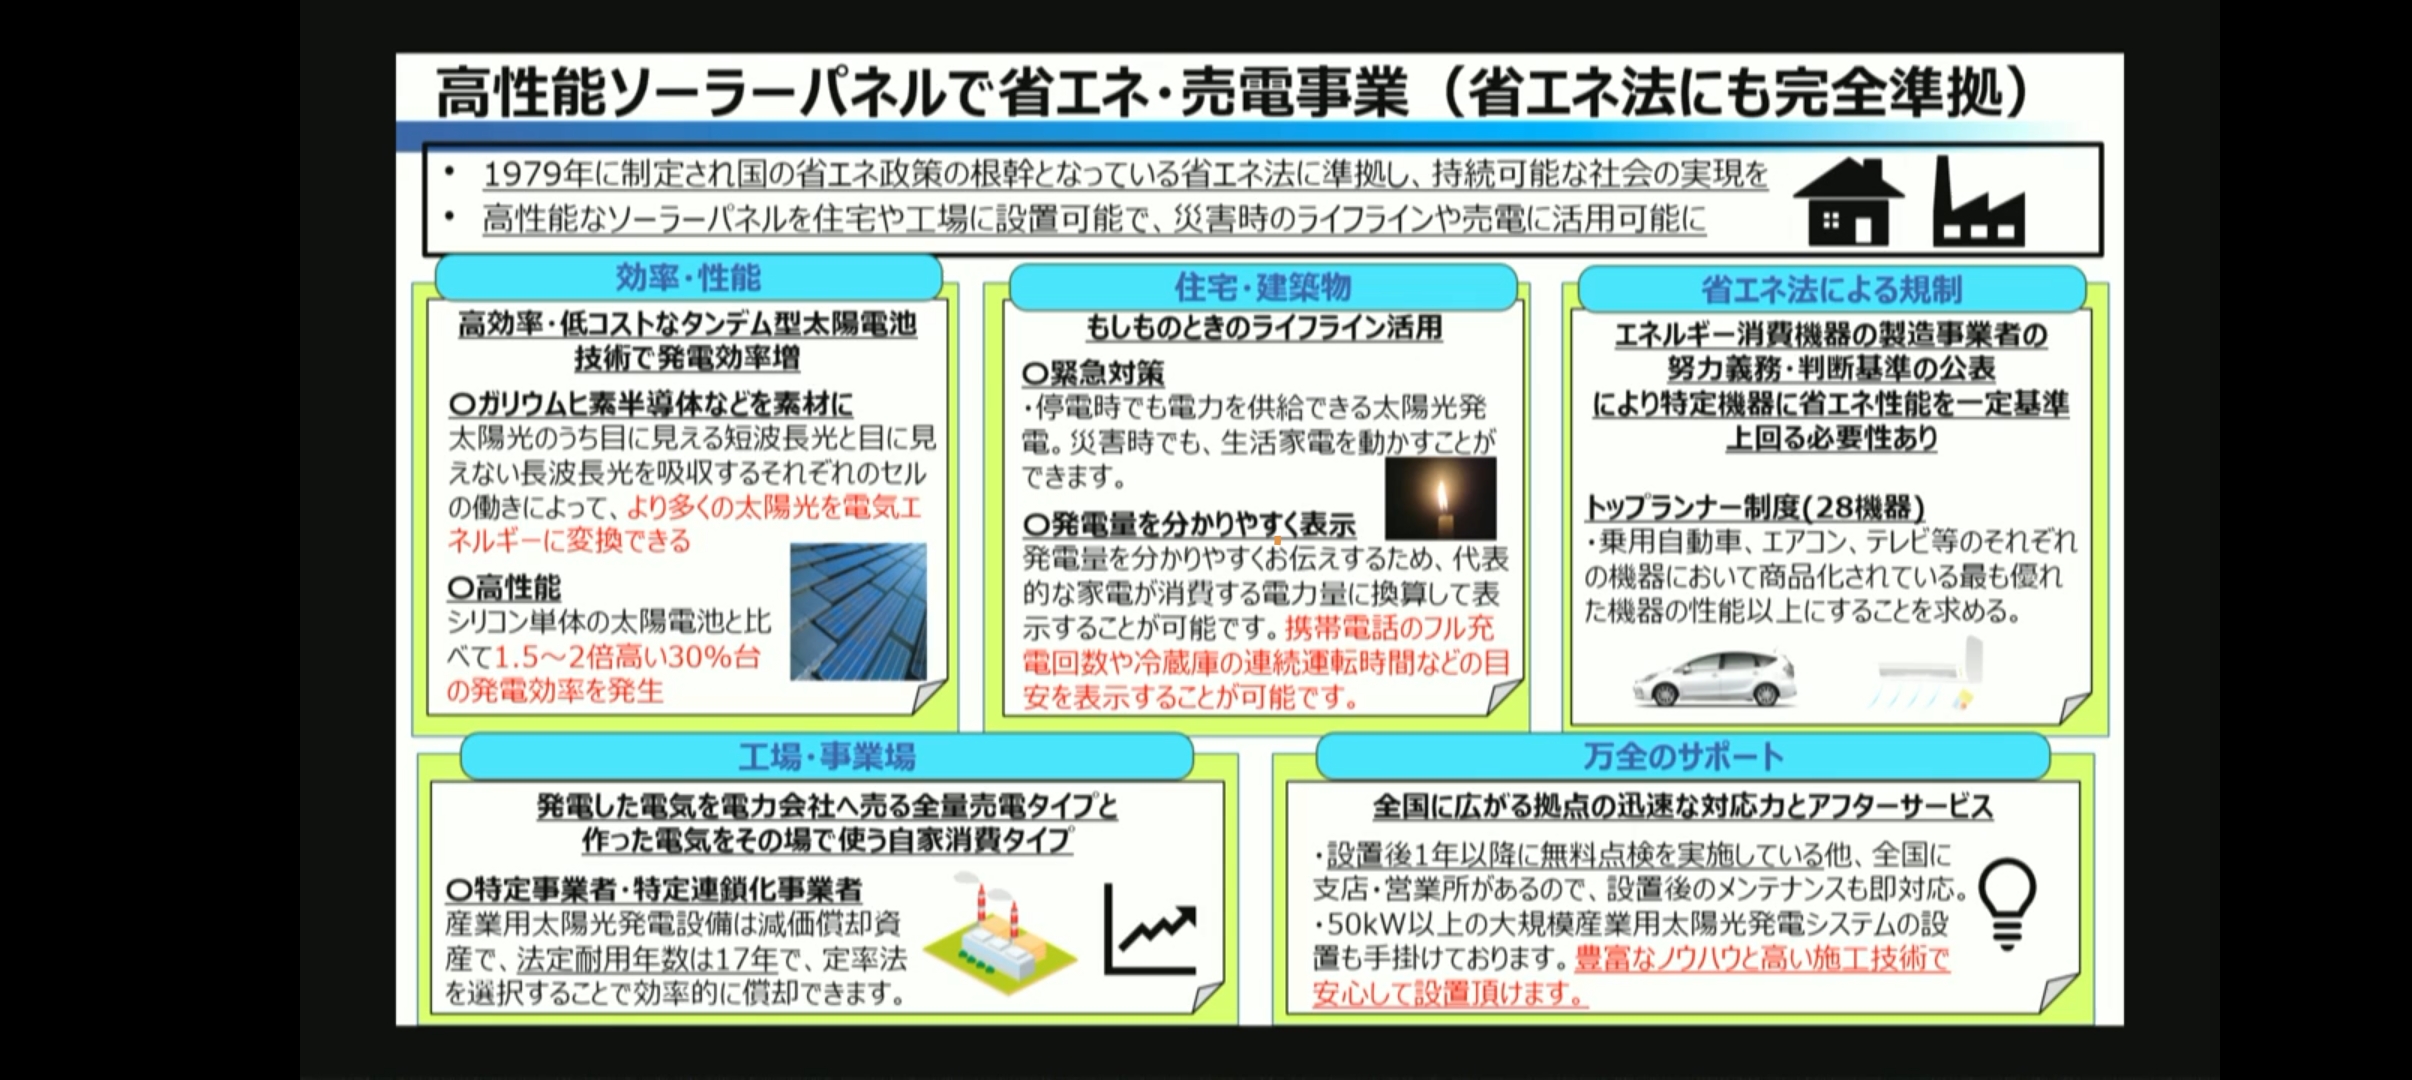 高性能ソーラーパネルで省エネ・売電事業（省エネ法にも完全準拠）
• 1979年に制定され国の省エネ政策の根幹となっている省エネ法に準拠し、持続可能な社会の実現を
• 高性能なソーラーパネルを住宅や工場に設置可能で、災害時のライフラインや売電に活用可能に
効率・性能
高効率・低コストなタンデム型太陽電池
技術で発電効率増
〇ガリウムヒ素半導体などを素材に
太陽光のうち目に見える短波長光と目に見
えない長波長光を吸収するそれぞれのセル
の働きによって、より多くの太陽光を電気エ
ネルギーに変換できる
〇高性能
シリコン単体の太陽電池と比
べて1.5～2倍高い30%台
の発電効率を発生
住宅・建築物
もしものときのライフライン活用
〇緊急対策
・停電時でも電力を供給できる太陽光発
電。災害時でも、生活家電を動かすことが
できます。
〇発電量を分かりやすく表示
発電量を分かりやすくお伝えするため、代表
的な家電が消費する電力量に換算して表
示することが可能です。携帯電話のフル充
電回数や冷蔵庫の連続運転時間などの目
安を表示することが可能です。
省エネ法による規制
エネルギー消費機器の製造事業者の
努力義務・判断基準の公表
により特定機器に省エネ性能を一定基準
上回る必要性あり
トップランナー制度(28機器)
・乗用自動車、エアコン、テレビ等のそれぞれ
の機器において商品化されている最も優れ
た機器の性能以上にすることを求める。
工場・事業場
発電した電気を電力会社へ売る全量売電タイプと
作った電気をその場で使う自家消費タイプ
〇特定事業者・特定連鎖化事業者
産業用太陽光発電設備は減価償却資
産で、法定耐用年数は17年で、定率法
を選択することで効率的に償却できます。
万全のサポート
全国に広がる拠点の迅速な対応力とアフターサービス
・設置後1年以降に無料点検を実施している他、全国に
支店・営業所があるので、設置後のメンテナンスも即対応。
・50kW以上の大規模産業用太陽光発電システムの設
置も手掛けております。豊富なノウハウと高い施工技術で
安心して設置頂けます。